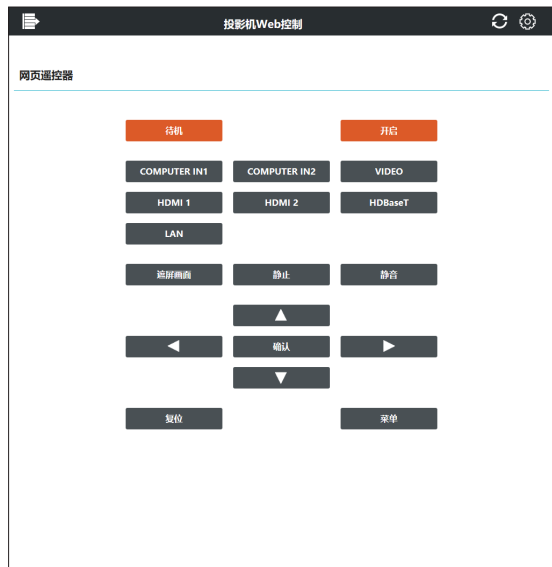 投影机Web控制
网页遥控器
待机 开启
COMPUTER IN1 COMPUTER IN2 VIDEO
HDMI 1 HDMI 2 HDBaseT
LAN
遮屏画面 静止 静音
确认
复位 菜单